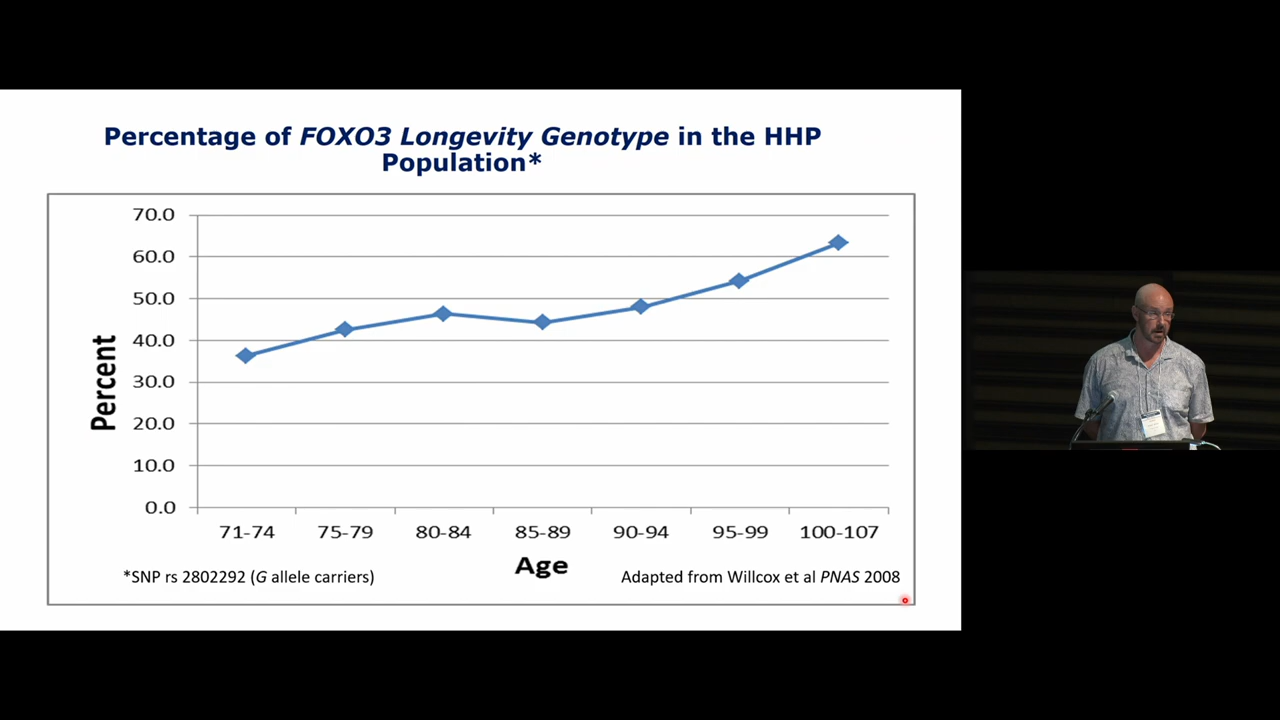 Percentage of FOXO3 Longevity Genotype in the HHP
Population*
Percent
70.0
60.0
50.0
40.0
30.0
20.0
10.0
0.0
71-74 75-79 80-84 85-89 90-94 95-99 100-107
Age
*SNP rs 2802292 (G allele carriers)
Adapted from Willcox et al PNAS 2008